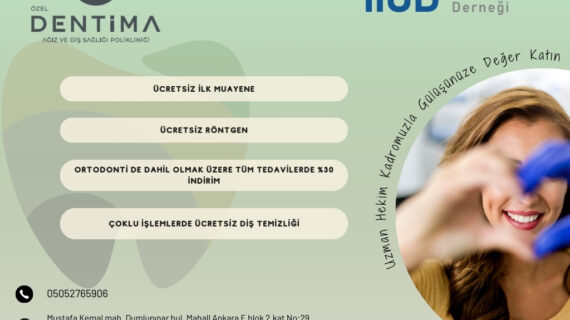 ÖZEL
DENTİMA
AĞIZ VE DİŞ SAĞLIĞI POLİKLİNİĞİ
Derneği
Uzman Hekim Kadromuzla Gülüşünüze Değer Katın
ÜCRETSİZ İLK MUAYENE
ÜCRETSİZ RÖNTGEN
ORTODONTİ DE DAHİL OLMAK ÜZERE TÜM TEDAVİLERDE %30
İNDİRİM
ÇOKLU İŞLEMLERDE ÜCRETSİZ DİŞ TEMİZLİĞİ
05052765906
Mustafa Kemal mah. Dumlupınar bul. Mahall Ankara E blok 2.kat No:29